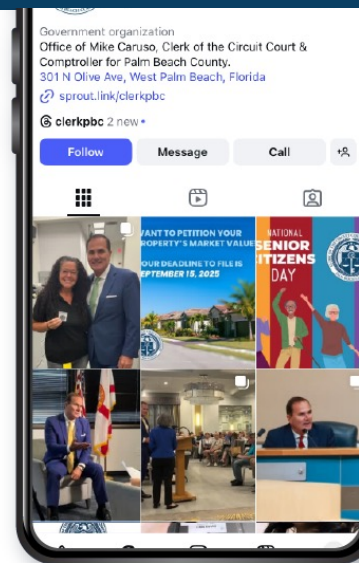 Government organization
Office of Mike Caruso, Clerk of the Circuit Court &
Comptroller for Palm Beach County.
301 N Olive Ave, West Palm Beach, Florida
sprout.link/clerkpbc
clerkpbc 2 new
Follow Message Call
WANT TO PETITION YOUR
PROPERTY'S MARKET VALUE
YOUR DEADLINE TO FILE IS
SEPTEMBER 15, 2025
NATIONAL
SENIOR
CITIZENS
DAY